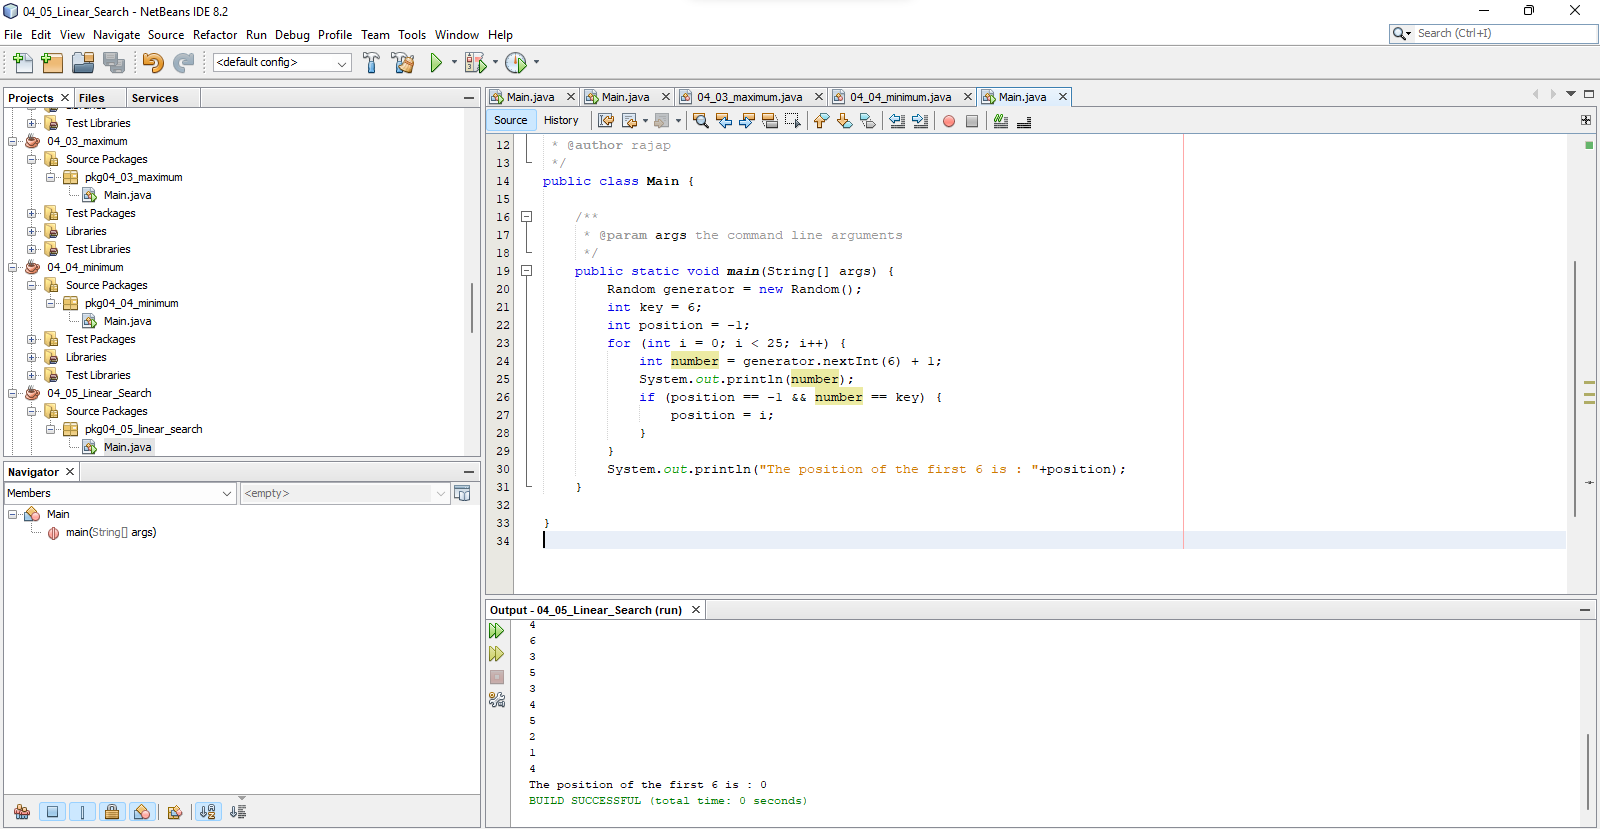 04_05_Linear_Search - NetBeans IDE 8.2
File Edit View Navigate Source Refactor Run Debug Profile Team Tools Window Help
Search (Ctrl+I)
<default config>
Projects Files Services
Test Libraries
04_03_maximum
Source Packages
pkg04_03_maximum
Main.java
Test Packages
Libraries
Test Libraries
04_04_minimum
Source Packages
pkg04_04_minimum
Main.java
Test Packages
Libraries
Test Libraries
04_05_Linear_Search
Source Packages
pkg04_05_linear_search
Main.java
Navigator
Members
<empty>
Main
main(String[] args)
Main.java Main.java 04_03_maximum.java 04_04_minimum.java Main.java
Source History
12 * @author rajap
13 */
14 public class Main {
15
16 /**
17 * @param args the command line arguments
18 */
19 public static void main(String[] args) {
20 Random generator = new Random();
21 int key = 6;
22 int position = -1;
23 for (int i = 0; i < 25; i++) {
24 int number = generator.nextInt(6) + 1;
25 System.out.println(number);
26 if (position == -1 && number == key) {
27 position = i;
28 }
29 }
30 System.out.println("The position of the first 6 is : "+position);
31 }
32
33 }
34
Output - 04_05_Linear_Search (run)
4
6
3
5
3
4
5
2
1
4
The position of the first 6 is : 0
BUILD SUCCESSFUL (total time: 0 seconds)